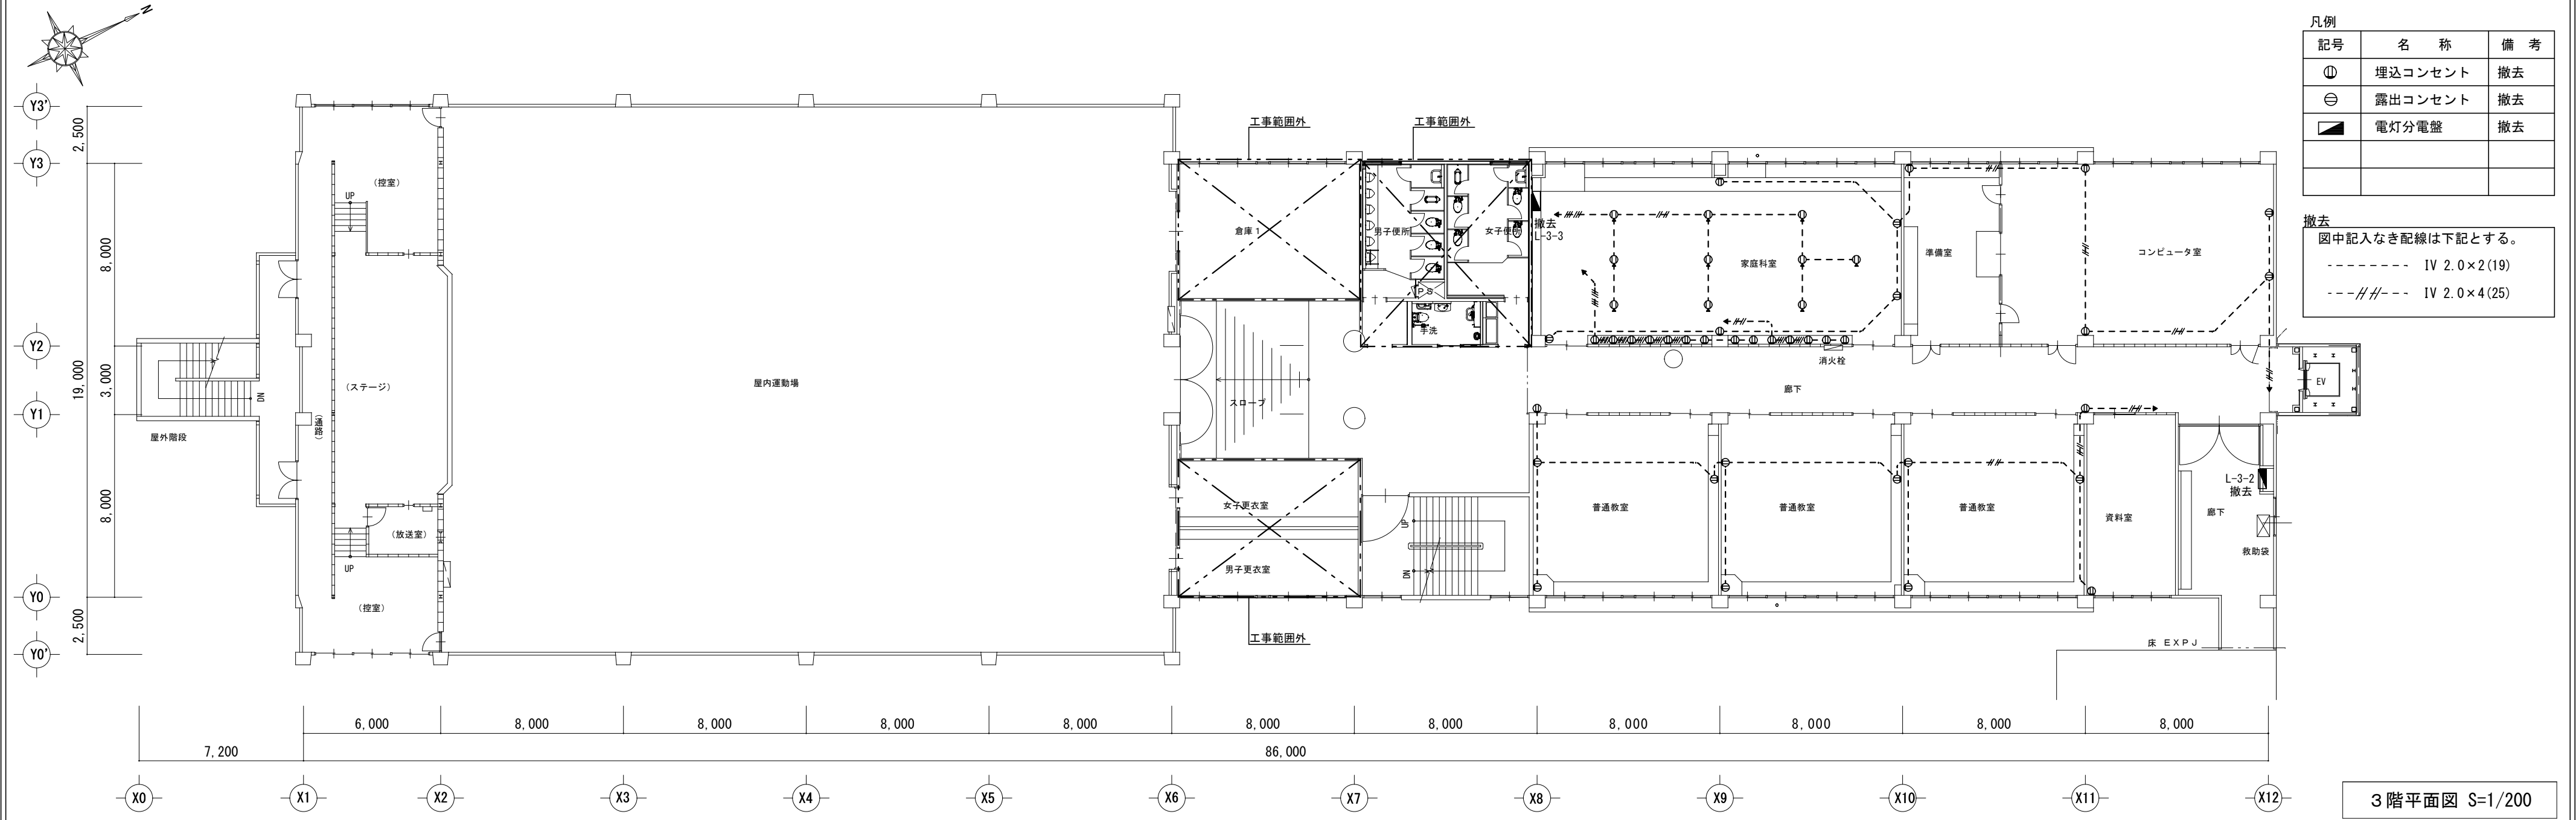 N
凡例
記号 名 称 備 考
埋込コンセント 撤去
露出コンセント 撤去
電灯分電盤 撤去
撤去
図中記入なき配線は下記とする。
IV 2.0×2(19)
IV 2.0×4(25)
Y3'
Y3
Y2
Y1
Y0
Y0'
2,500
8,000
3,000
19,000
8,000
2,500
工事範囲外
工事範囲外
(控室)
UP
倉庫1
男子便所
女子便所
撤去
L-3-3
家庭科室
準備室
コンピュータ室
PS
手洗
消火栓
(ステージ)
屋内運動場
スロープ
廊下
EV
DN
(通路)
屋外階段
L-3-2
撤去
女子更衣室
普通教室
普通教室
普通教室
資料室
廊下
(放送室)
UP
UP
DN
救助袋
男子更衣室
(控室)
工事範囲外
床 EXPJ
6,000
8,000
8,000
8,000
8,000
8,000
8,000
8,000
8,000
8,000
8,000
7,200
86,000
X0
X1
X2
X3
X4
X5
X6
X7
X8
X9
X10
X11
X12
3階平面図 S=1/200